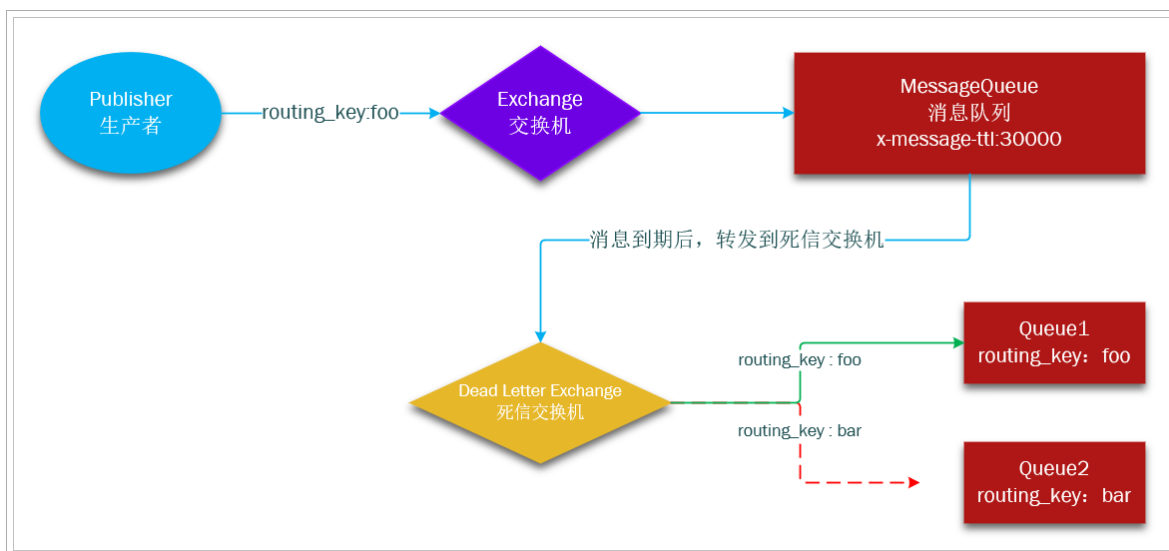 Publisher
生产者
routing_key:foo
Exchange
交换机
MessageQueue
消息队列
x-message-ttl:30000
消息到期后，转发到死信交换机
Dead Letter Exchange
死信交换机
routing_key : foo
routing_key : bar
Queue1
routing_key：foo
Queue2
routing_key：bar